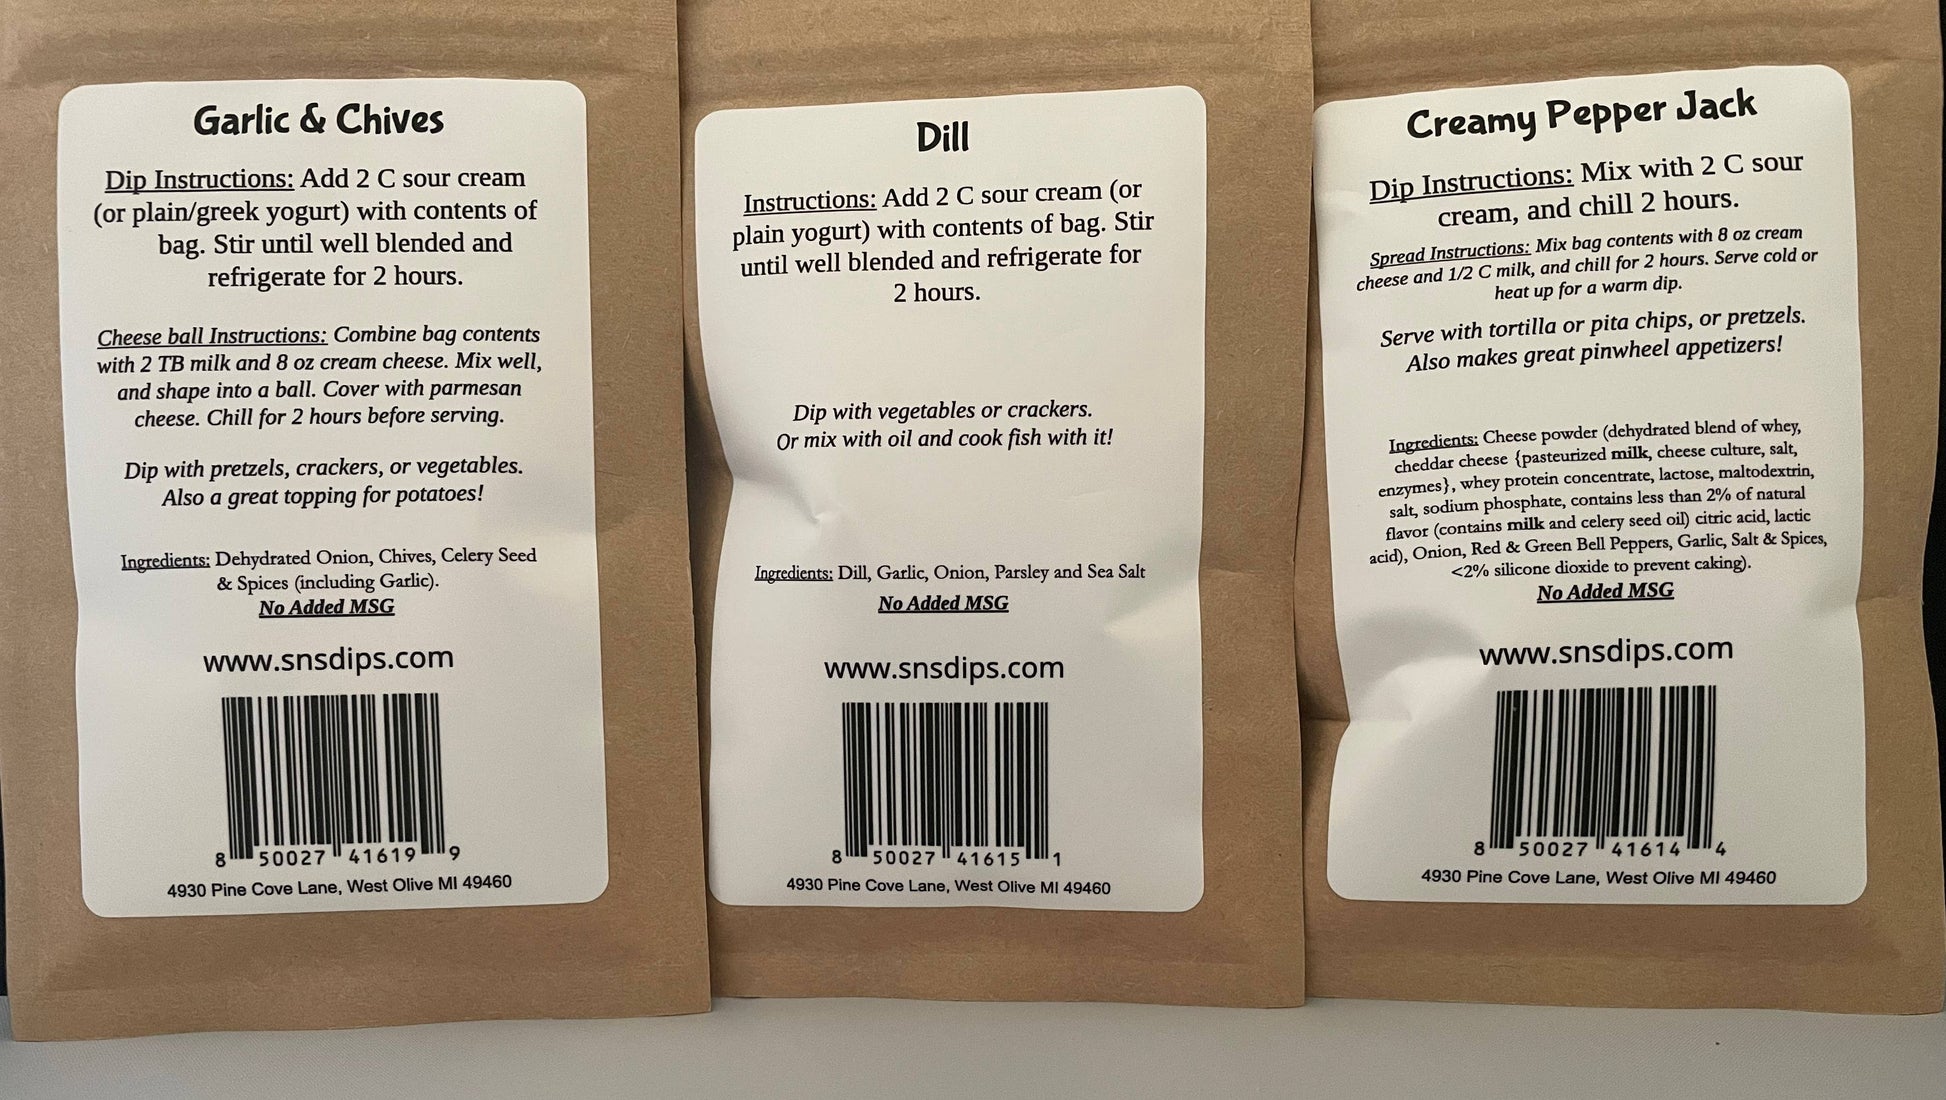 Garlic & Chives
Dip Instructions: Add 2 C sour cream
(or plain/greek yogurt) with contents of
bag. Stir until well blended and
refrigerate for 2 hours.
Cheese ball Instructions: Combine bag contents
with 2 TB milk and 8 oz cream cheese. Mix well,
and shape into a ball. Cover with parmesan
cheese. Chill for 2 hours before serving.
Dip with pretzels, crackers, or vegetables.
Also a great topping for potatoes!
Ingredients: Dehydrated Onion, Chives, Celery Seed
& Spices (including Garlic).
No Added MSG
www.snsdips.com
8 50027 41619 9
4930 Pine Cove Lane, West Olive MI 49460
Dill
Instructions: Add 2 C sour cream (or
plain yogurt) with contents of bag. Stir
until well blended and refrigerate for
2 hours.
Dip with vegetables or crackers.
Or mix with oil and cook fish with it!
Ingredients: Dill, Garlic, Onion, Parsley and Sea Salt
No Added MSG
www.snsdips.com
8 50027 41615 1
4930 Pine Cove Lane, West Olive MI 49460
Creamy Pepper Jack
Dip Instructions: Mix with 2 C sour
cream, and chill 2 hours.
Spread Instructions: Mix bag contents with 8 oz cream
cheese and 1/2 C milk, and chill for 2 hours. Serve cold or
heat up for a warm dip.
Serve with tortilla or pita chips, or pretzels.
Also makes great pinwheel appetizers!
Ingredients: Cheese powder (dehydrated blend of whey,
cheddar cheese {pasteurized milk, cheese culture, salt,
enzymes}, whey protein concentrate, lactose, maltodextrin,
salt, sodium phosphate, contains less than 2% of natural
flavor (contains milk and celery seed oil) citric acid, lactic
acid), Onion, Red & Green Bell Peppers, Garlic, Salt & Spices,
<2% silicone dioxide to prevent caking).
No Added MSG
www.snsdips.com
8 50027 41614 4
4930 Pine Cove Lane, West Olive MI 49460